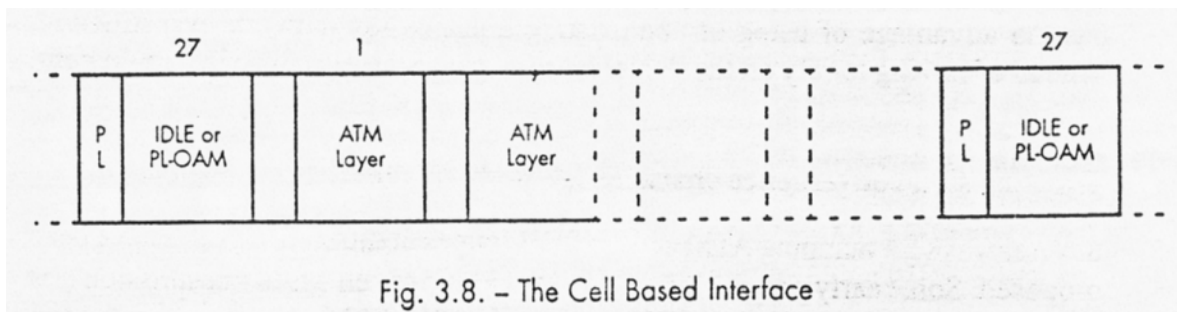 27 1 27
P L IDLE or PL-OAM ATM Layer ATM Layer P L IDLE or PL-OAM
Fig. 3.8. – The Cell Based Interface